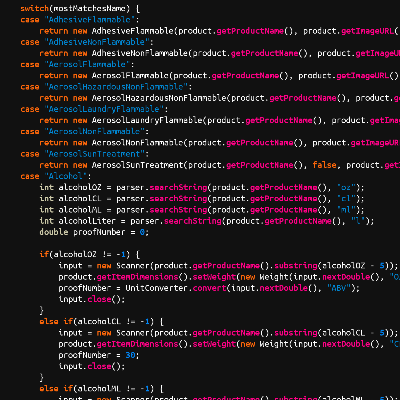 switch(mostMatchesName) {
case "AdhesiveFlammable":
return new AdhesiveFlammable(product.getProductName(), product.getImageURL()
case "AdhesiveNonFlammable":
return new AdhesiveNonFlammable(product.getProductName(), product.getImageU
case "AerosolFlammable":
return new AerosolFlammable(product.getProductName(), product.getImageURL()
case "AerosolHazardousNonFlammable":
return new AerosolHazardousNonFlammable(product.getProductName(), product.g
case "AerosolLaundryFlammable":
return new AerosolLaundryFlammable(product.getProductName(), product.getIma
case "AerosolNonFlammable":
return new AerosolNonFlammable(product.getProductName(), product.getImageUR
case "AerosolSunTreatment":
return new AerosolSunTreatment(product.getProductName(), false, product.get
case "Alcohol":
int alcoholOZ = parser.searchString(product.getProductName(), "oz");
int alcoholCL = parser.searchString(product.getProductName(), "cl");
int alcoholML = parser.searchString(product.getProductName(), "ml");
int alcoholLiter = parser.searchString(product.getProductName(), "l");
double proofNumber = 0;
if(alcoholOZ != -1) {
input = new Scanner(product.getProductName().substring(alcoholOZ - 5));
product.getItemDimensions().setWeight(new Weight(input.nextDouble(), "O
proofNumber = UnitConverter.convert(input.nextDouble(), "ABV");
input.close();
}
else if(alcoholCL != -1) {
input = new Scanner(product.getProductName().substring(alcoholCL - 5));
product.getItemDimensions().setWeight(new Weight(input.nextDouble(), "C
proofNumber = 30;
input.close();
}
else if(alcoholML != -1) {
input = new Scanner(product.getProductName().substring(alcoholML - 5));